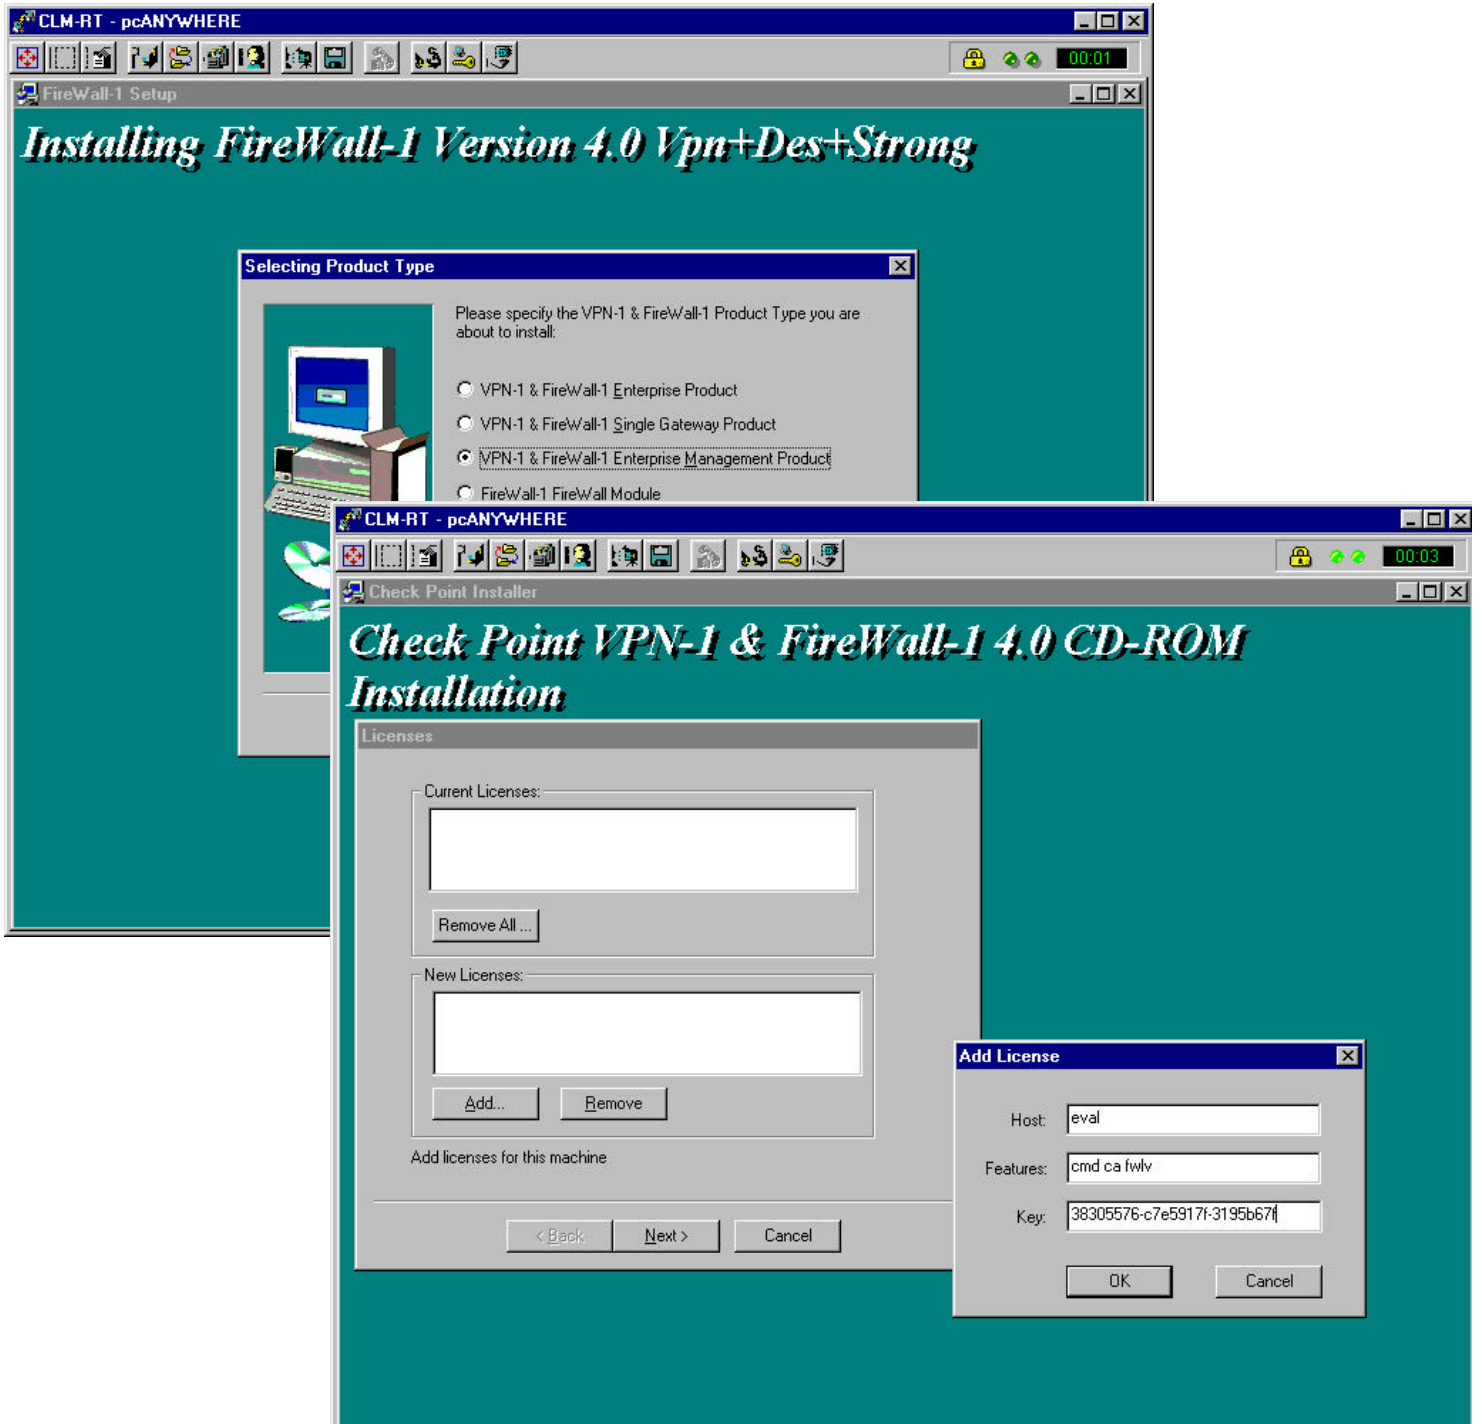 CLM-RT - pcANYWHERE
00:01
FireWall-1 Setup
Installing FireWall-1 Version 4.0 Vpn+Des+Strong
Selecting Product Type
Please specify the VPN-1 & FireWall-1 Product Type you are
about to install:
VPN-1 & FireWall-1 Enterprise Product
VPN-1 & FireWall-1 Single Gateway Product
VPN-1 & FireWall-1 Enterprise Management Product
FireWall-1 FireWall Module
CLM-RT - pcANYWHERE
00:03
Check Point Installer
Check Point VPN-1 & FireWall-1 4.0 CD-ROM
Installation
Licenses
Current Licenses:
Remove All ...
New Licenses:
Add...
Remove
Add licenses for this machine
< Back
Next >
Cancel
Add License
Host: eval
Features: cmd ca fwlv
Key: 38305576-c7e5917f-3195b67f
OK
Cancel